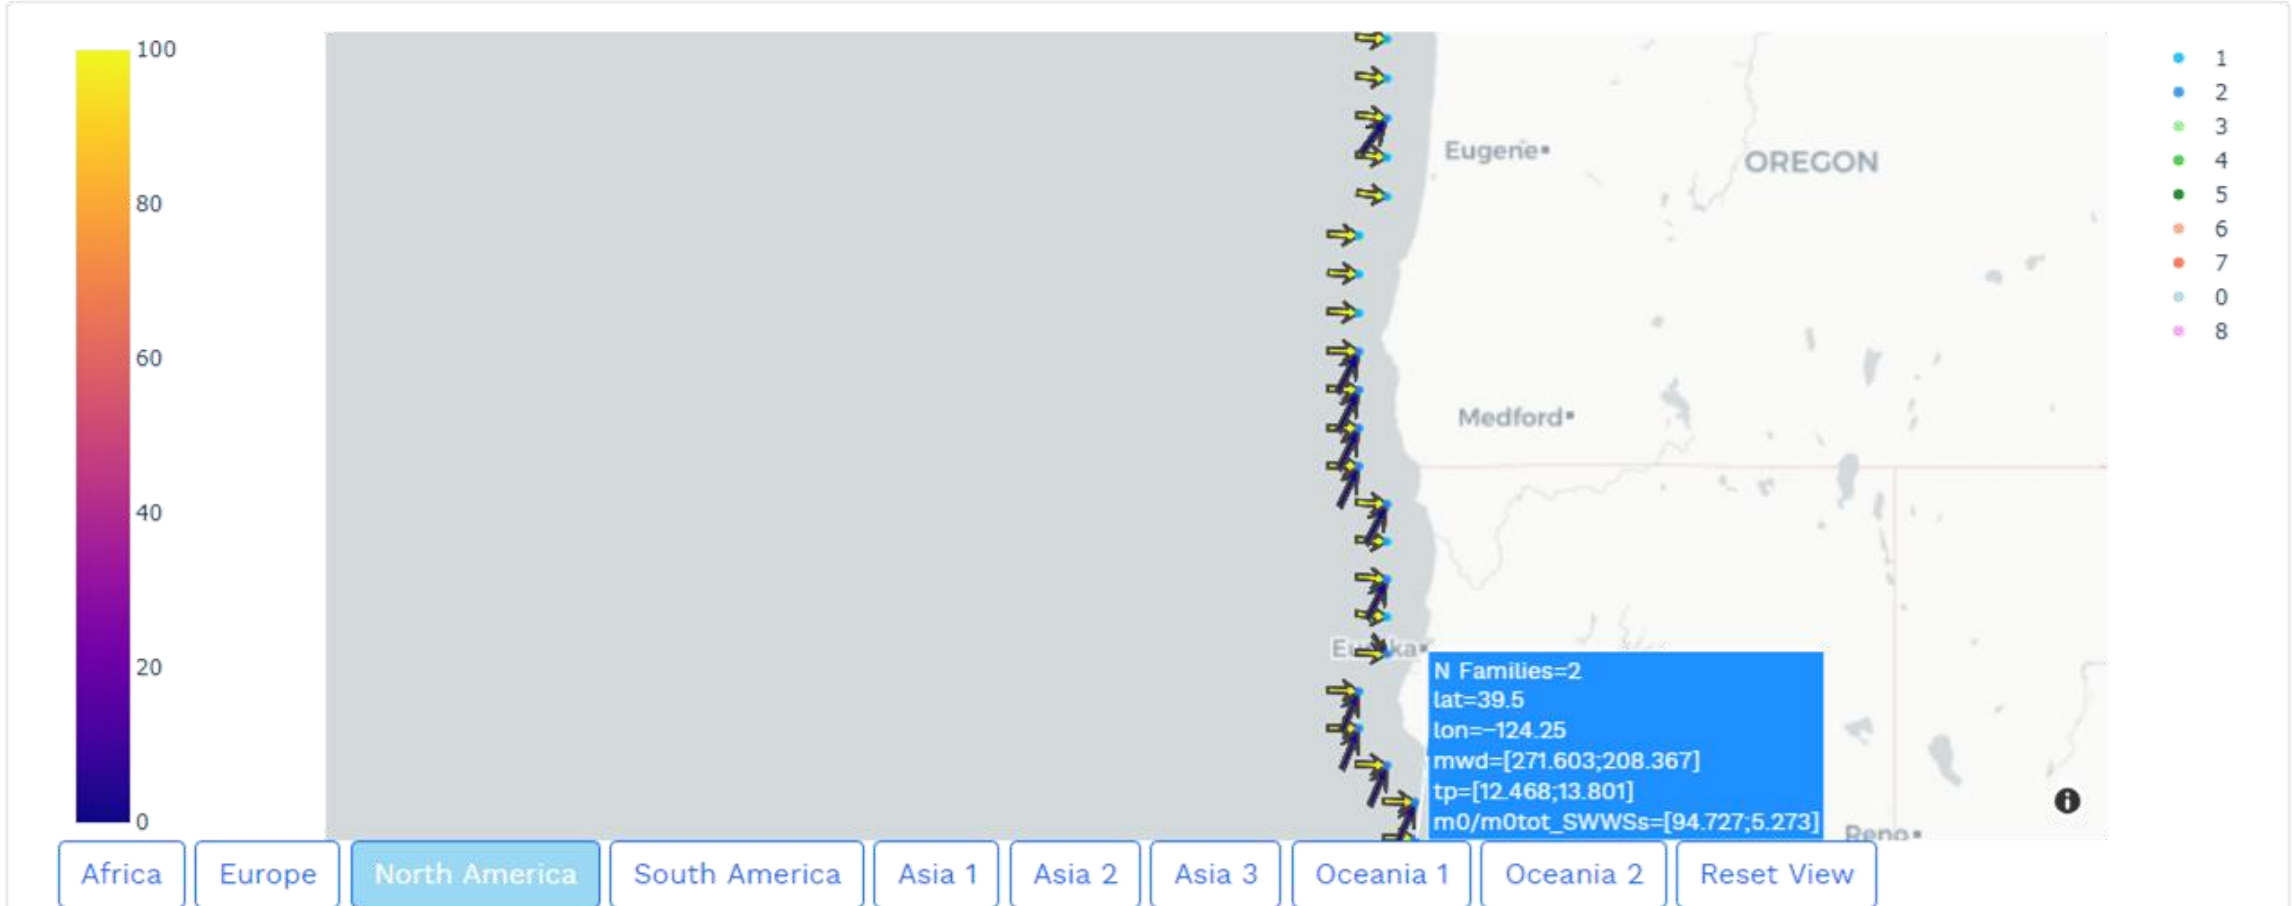 100
80
60
40
20
0
Eugene
OREGON
Medford
N Families=2
lat=39.5
lon=−124.25
mwd=[271.603;208.367]
tp=[12.468;13.801]
m0/m0tot_SWWSs=[94.727;5.273]
Reno
1
2
3
4
5
6
7
0
8
Africa
Europe
North America
South America
Asia 1
Asia 2
Asia 3
Oceania 1
Oceania 2
Reset View